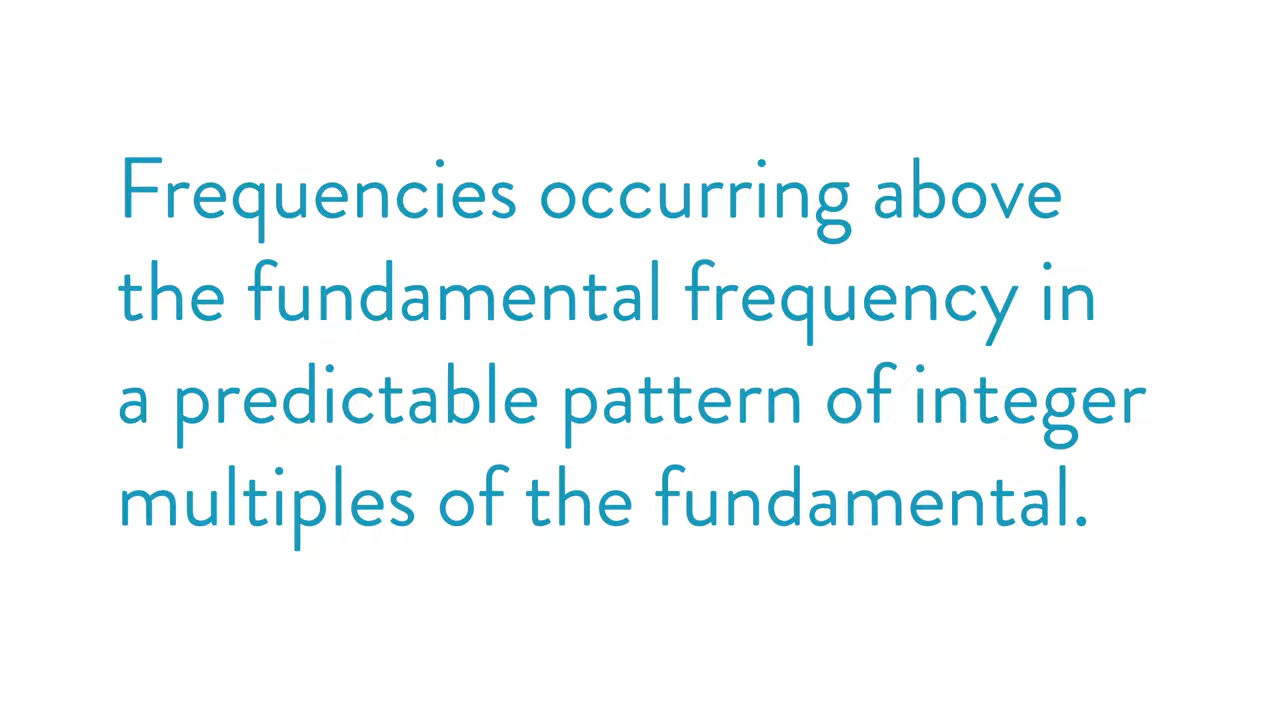 Frequencies occurring above
the fundamental frequency in
a predictable pattern of integer
multiples of the fundamental.